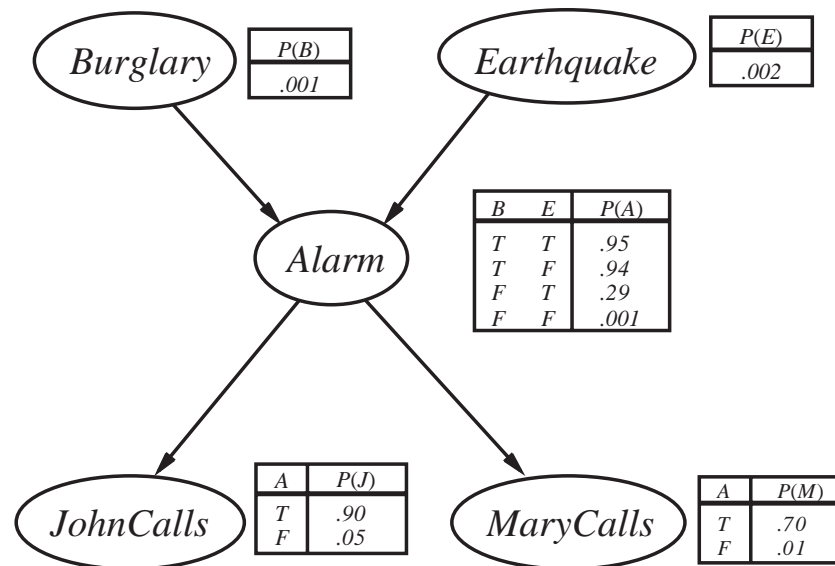 Burglary
P(B)
.001
Earthquake
P(E)
.002
Alarm
B E P(A)
T T .95
T F .94
F T .29
F F .001
JohnCalls
A P(J)
T .90
F .05
MaryCalls
A P(M)
T .70
F .01